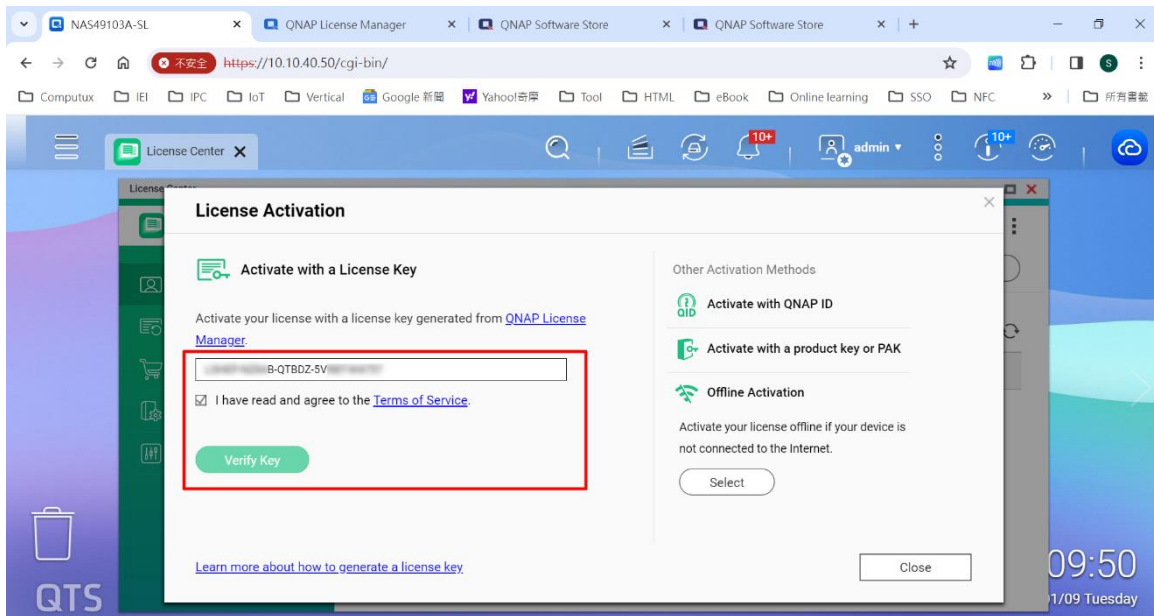 NAS49103A-SL
QNAP License Manager
QNAP Software Store
QNAP Software Store
不安全 https://10.10.40.50/cgi-bin/
S
Computux IEI IPC IoT Vertical Google 新聞 Yahoo!奇摩 Tool HTML eBook Online learning SSO NFC » 所有書籤
License Center 10+ admin 10+
License Center
License Activation
Activate with a License Key
Activate your license with a license key generated from QNAP License
Manager.
B-QTBDZ-5V
I have read and agree to the Terms of Service.
Verify Key
Learn more about how to generate a license key
Other Activation Methods
QID
Activate with QNAP ID
Activate with a product key or PAK
Offline Activation
Activate your license offline if your device is
not connected to the Internet.
Select
Close
QTS
09:50
1/09 Tuesday